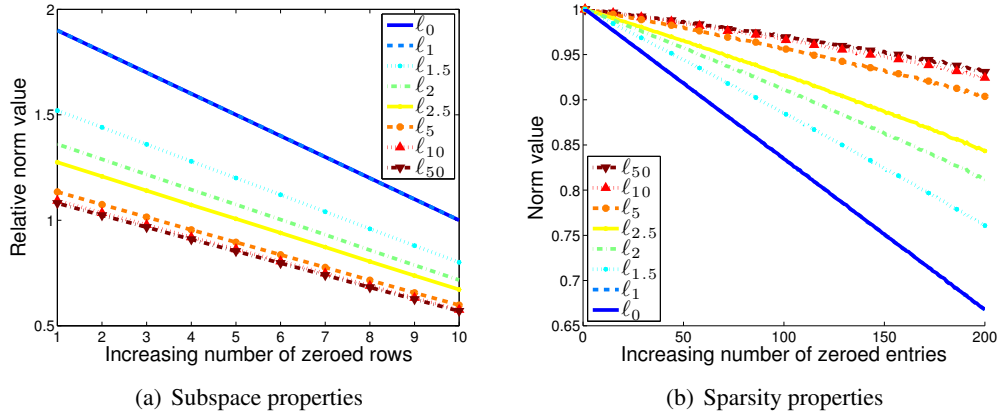 2
1.5
1
0.5
1 2 3 4 5 6 7 8 9 10
Relative norm value
Increasing number of zeroed rows
ℓ0
ℓ1
ℓ1.5
ℓ2
ℓ2.5
ℓ5
ℓ10
ℓ50
(a) Subspace properties
1
0.95
0.9
0.85
0.8
0.75
0.7
0.65
0 50 100 150 200
Norm value
Increasing number of zeroed entries
ℓ50
ℓ10
ℓ5
ℓ2.5
ℓ2
ℓ1.5
ℓ1
ℓ0
(b) Sparsity properties